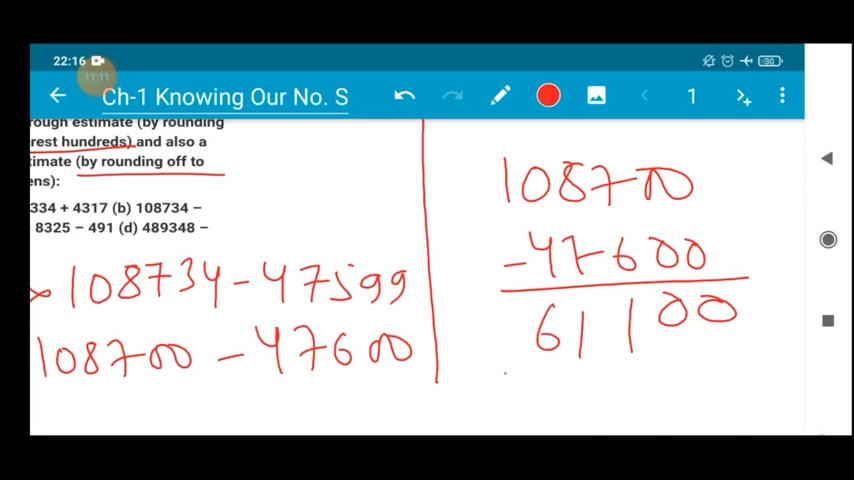 22:16
30
11:11
Ch-1 Knowing Our No. S
1
rough estimate (by rounding
rest hundreds) and also a
timate (by rounding off to
ens):
334 + 4317 (b) 108734 –
8325 – 491 (d) 489348 –
108734 - 47599
108700 - 47600
108700
- 47600
61100